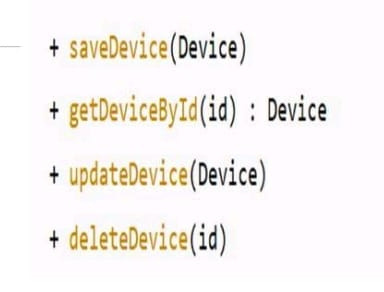 + saveDevice(Device)
+ getDeviceById(id) : Device
+ updateDevice(Device)
+ deleteDevice(id)